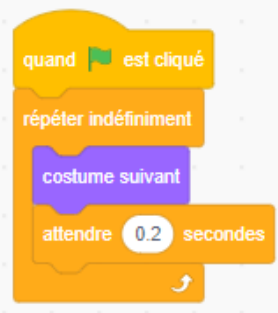 quand est cliqué
répéter indéfiniment
costume suivant
attendre 0.2 secondes